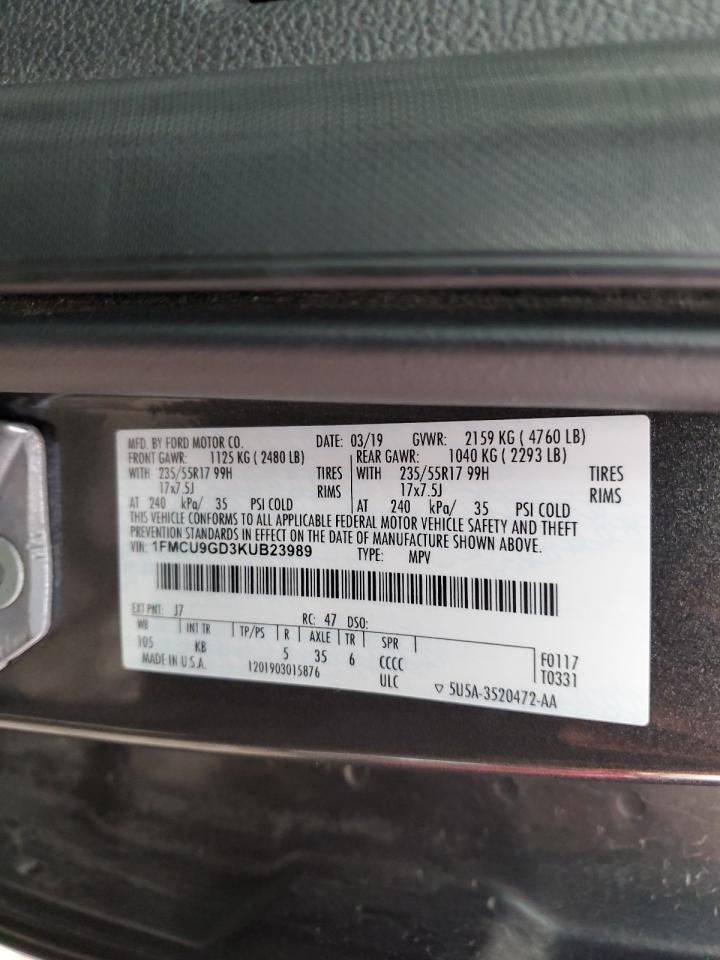 MFD. BY FORD MOTOR CO. DATE: 03/19 GVWR: 2159 KG ( 4760 LB)
FRONT GAWR: 1125 KG ( 2480 LB) REAR GAWR: 1040 KG ( 2293 LB)
WITH 235/55R17 99H TIRES WITH 235/55R17 99H TIRES
17x7.5J RIMS 17x7.5J RIMS
AT 240 kPa/ 35 PSI COLD AT 240 kPa/ 35 PSI COLD
THIS VEHICLE CONFORMS TO ALL APPLICABLE FEDERAL MOTOR VEHICLE SAFETY AND THEFT
PREVENTION STANDARDS IN EFFECT ON THE DATE OF MANUFACTURE SHOWN ABOVE.
VIN: 1FMCU9GD3KUB23989 TYPE: MPV
EXT PNT: J7 RC: 47 DSO:
WB INT TR TP/PS R AXLE TR SPR
105 KB 5 35 6 CCCC F0117
MADE IN U.S.A. 1201903015876 ULC T0331
▽ 5U5A-3520472-AA